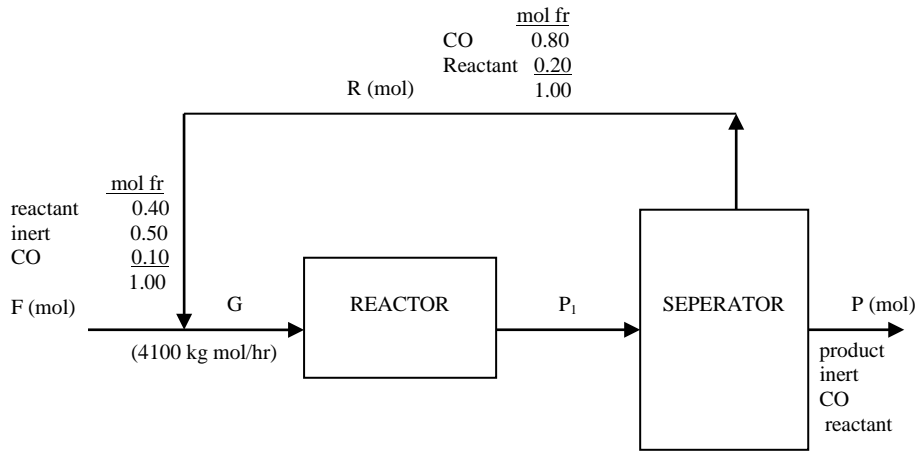 mol fr
CO 0.80
Reactant 0.20
1.00
R (mol)
mol fr
reactant 0.40
inert 0.50
CO 0.10
1.00
F (mol)
G
(4100 kg mol/hr)
REACTOR
P₁
SEPERATOR
P (mol)
product
inert
CO
reactant